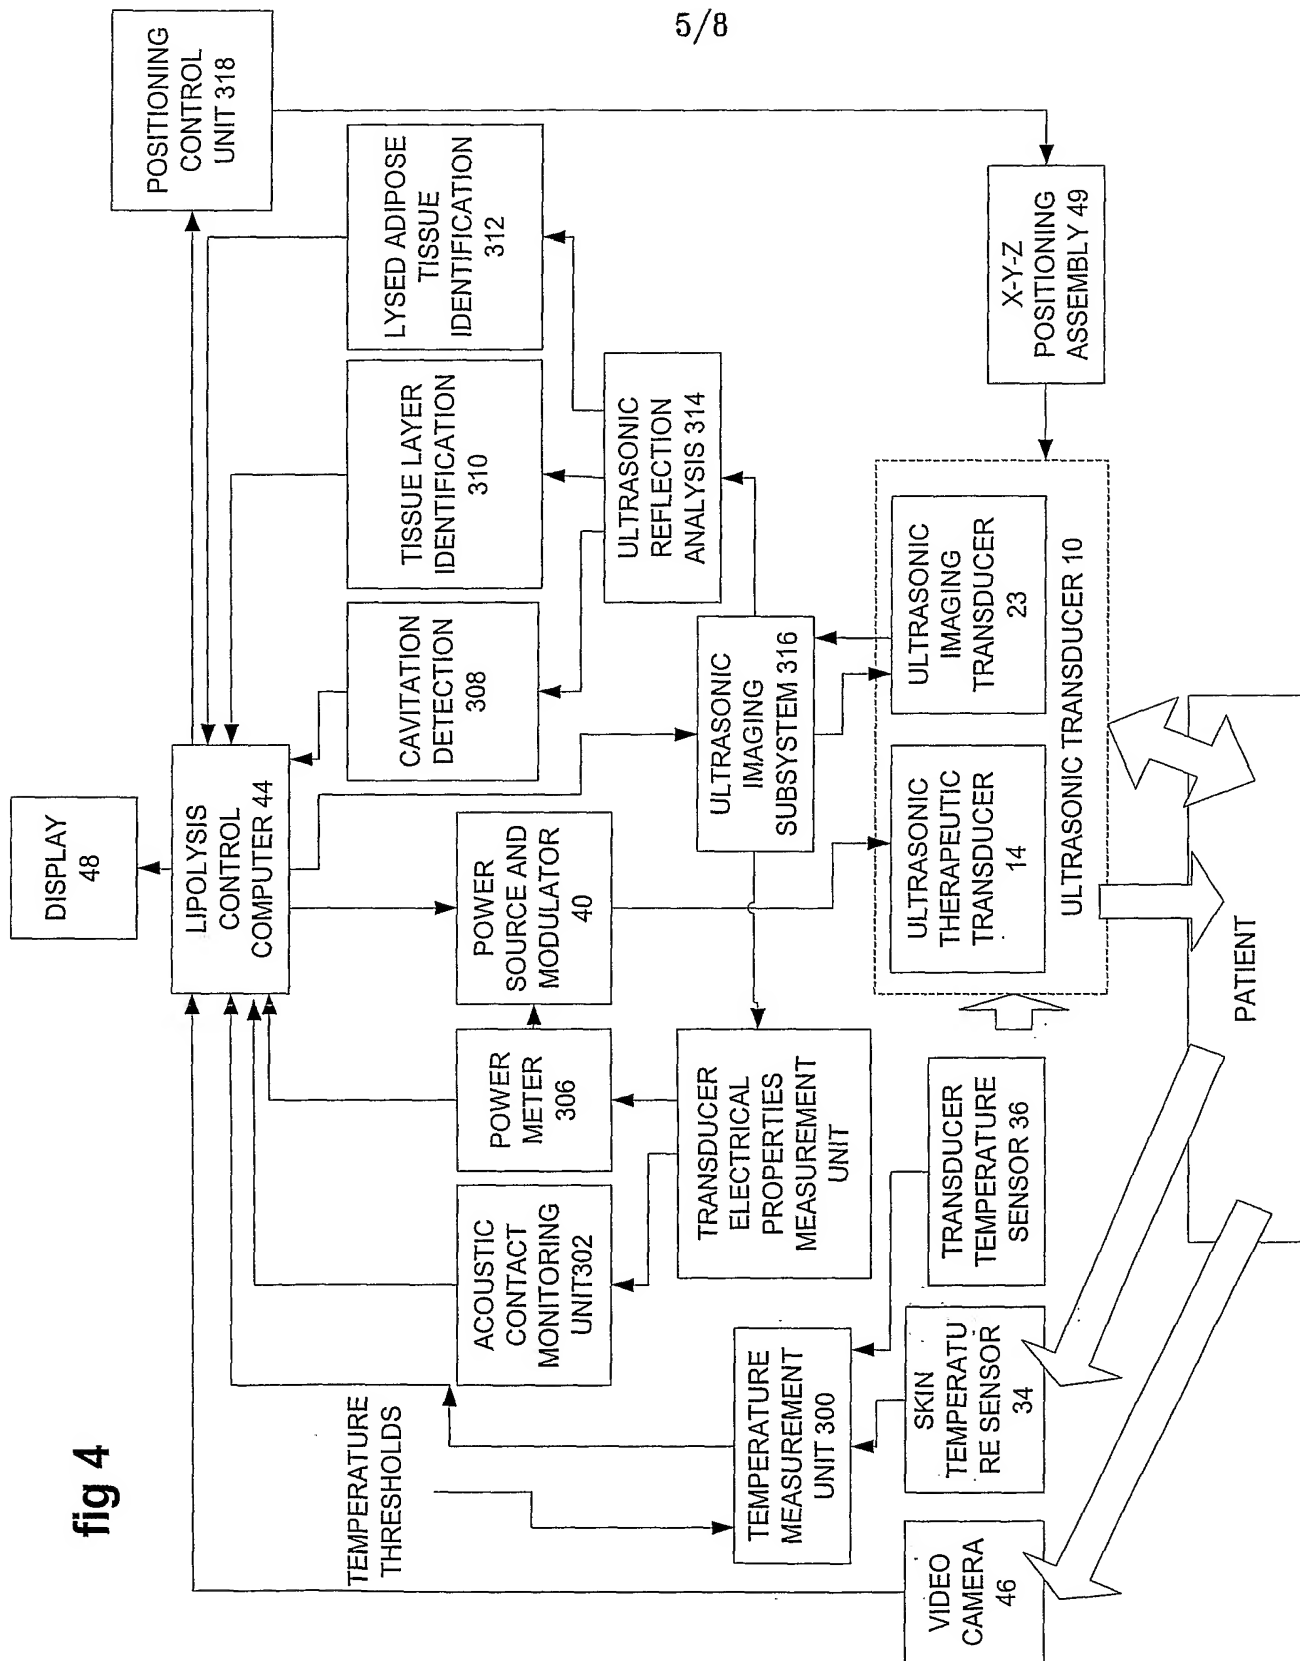 5/8
fig 4
DISPLAY
48
LIPOLYSIS
CONTROL
COMPUTER 44
POSITIONING
CONTROL
UNIT 318
LYSED ADIPOSE
TISSUE
IDENTIFICATION
312
TISSUE LAYER
IDENTIFICATION
310
CAVITATION
DETECTION
308
POWER
SOURCE AND
MODULATOR
40
POWER
METER
306
ACOUSTIC
CONTACT
MONITORING
UNIT302
TEMPERATURE
THRESHOLDS
ULTRASONIC
REFLECTION
ANALYSIS 314
ULTRASONIC
IMAGING
SUBSYSTEM 316
TRANSDUCER
ELECTRICAL
PROPERTIES
MEASUREMENT
UNIT
TEMPERATURE
MEASUREMENT
UNIT 300
X-Y-Z
POSITIONING
ASSEMBLY 49
ULTRASONIC
IMAGING
TRANSDUCER
23
ULTRASONIC
THERAPEUTIC
TRANSDUCER
14
ULTRASONIC TRANSDUCER 10
TRANSDUCER
TEMPERATURE
SENSOR 36
SKIN
TEMPERATU
RE SENSOR
34
VIDEO
CAMERA
46
PATIENT